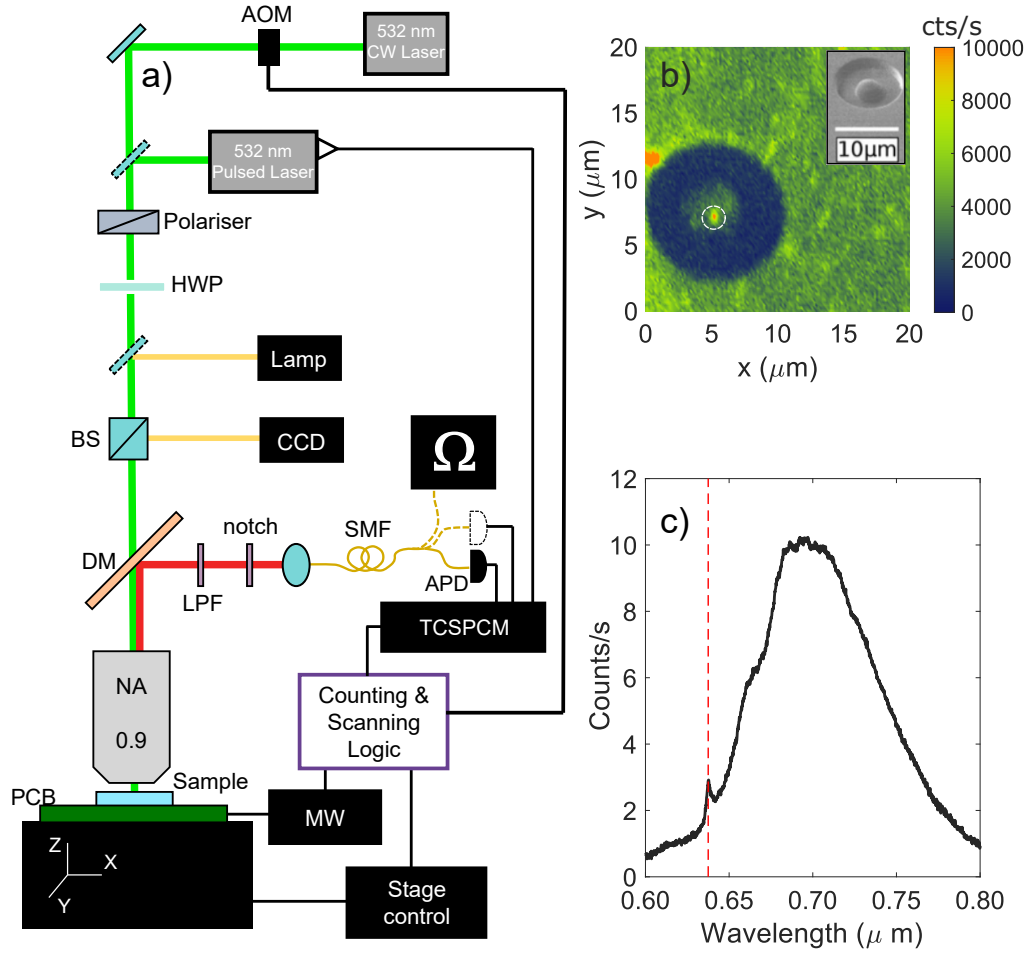 AOM
532 nm
CW Laser
a)
532 nm
Pulsed Laser
Polariser
HWP
Lamp
BS
CCD
Ω
DM
notch
SMF
LPF
APD
TCSPCM
NA
0.9
Counting &
Scanning
Logic
Sample
PCB
MW
Z
X
Y
Stage
control
cts/s
b)
10μm
20
15
10
5
0
y (μm)
0
5
10
15
20
x (μm)
10000
8000
6000
4000
2000
0
c)
12
10
8
6
4
2
0
Counts/s
0.60
0.65
0.70
0.75
0.80
Wavelength (μ m)